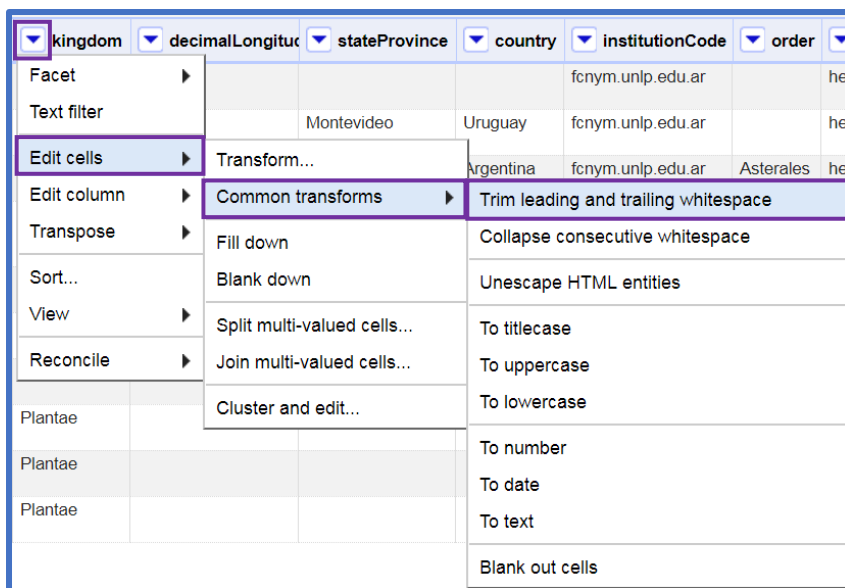 kingdom decimalLongituc stateProvince country institutionCode order
Facet
Text filter
Edit cells
Edit column
Transpose
Sort...
View
Reconcile
Transform...
Common transforms
Fill down
Blank down
Split multi-valued cells...
Join multi-valued cells...
Cluster and edit...
Trim leading and trailing whitespace
Collapse consecutive whitespace
Unescape HTML entities
To titlecase
To uppercase
To lowercase
To number
To date
To text
Blank out cells
fcnym.unlp.edu.ar he
Montevideo Uruguay fcnym.unlp.edu.ar he
Argentina fcnym.unlp.edu.ar Asterales he
Plantae
Plantae
Plantae